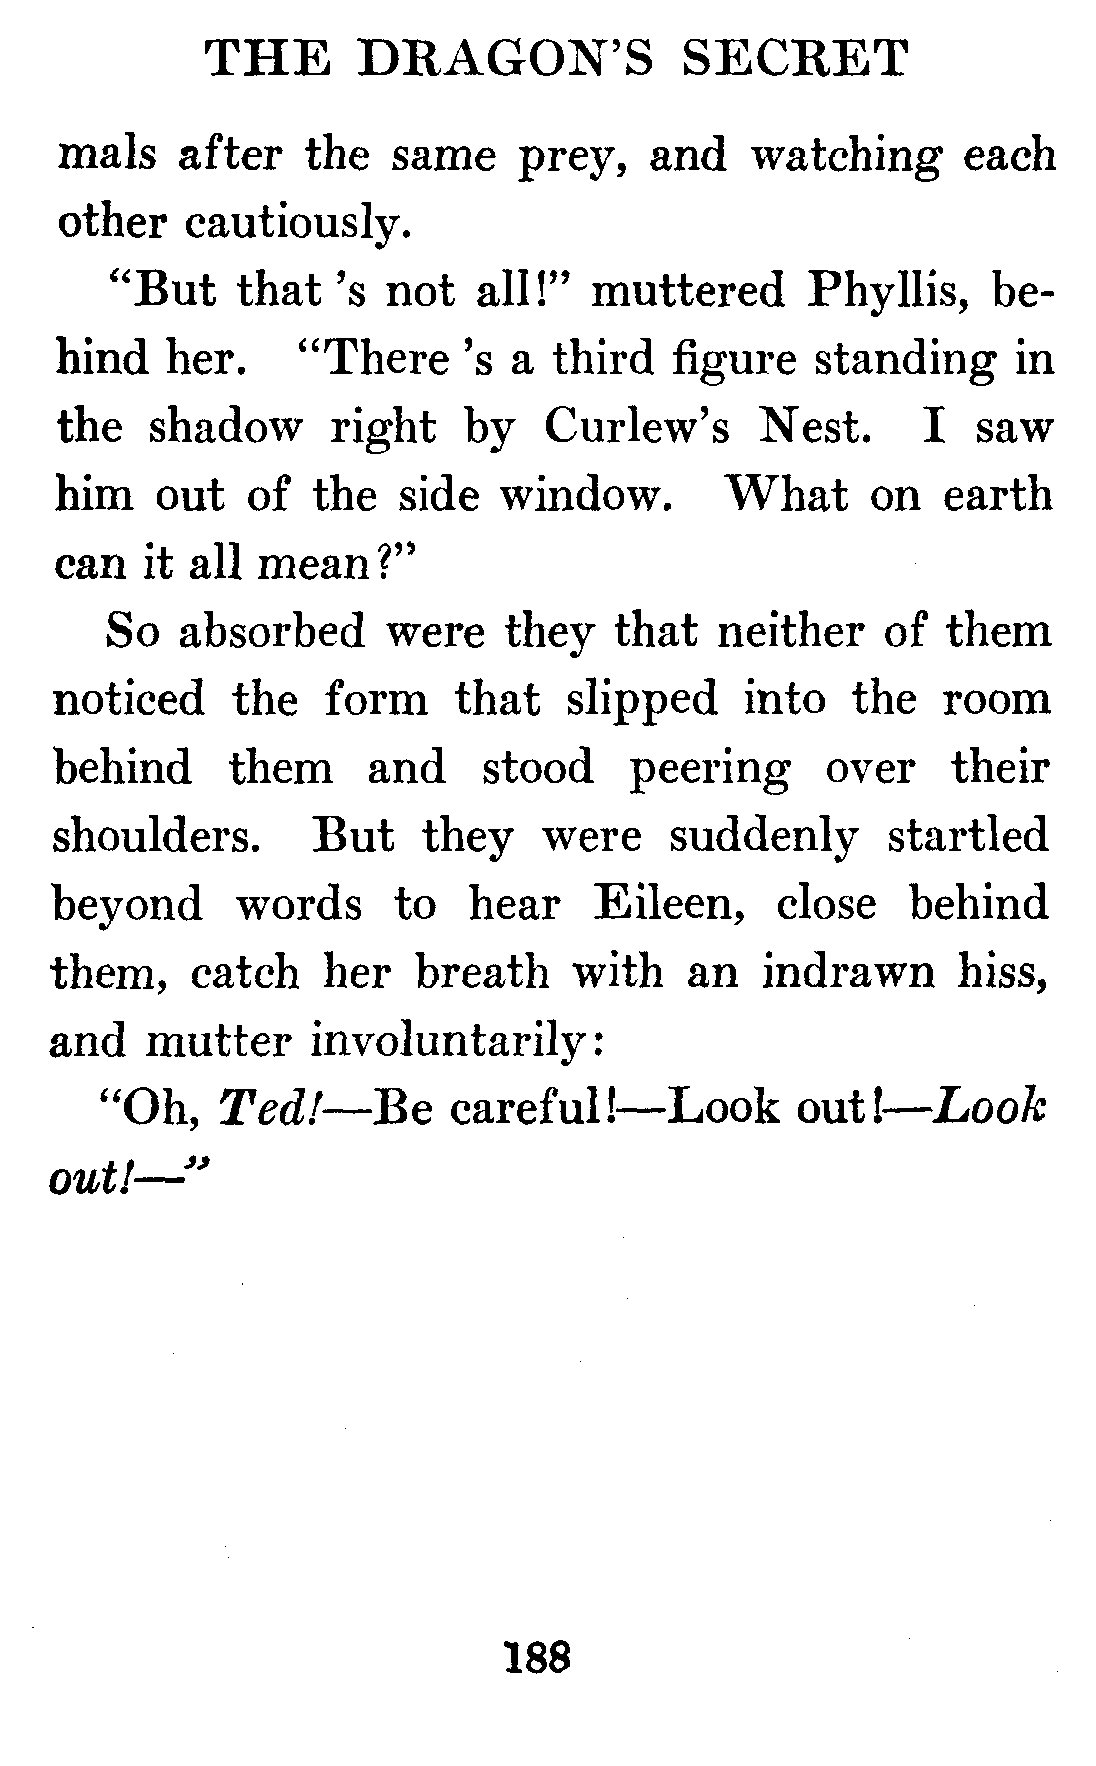 THE DRAGON'S SECRET
mals after the same prey, and watching each
other cautiously.
“But that ’s not all!” muttered Phyllis, be-
hind her. “There ’s a third figure standing in
the shadow right by Curlew’s Nest. I saw
him out of the side window. What on earth
can it all mean?”
So absorbed were they that neither of them
noticed the form that slipped into the room
behind them and stood peering over their
shoulders. But they were suddenly startled
beyond words to hear Eileen, close behind
them, catch her breath with an indrawn hiss,
and mutter involuntarily:
“Oh, Ted!—Be careful!—Look out!—Look
out!—”
188